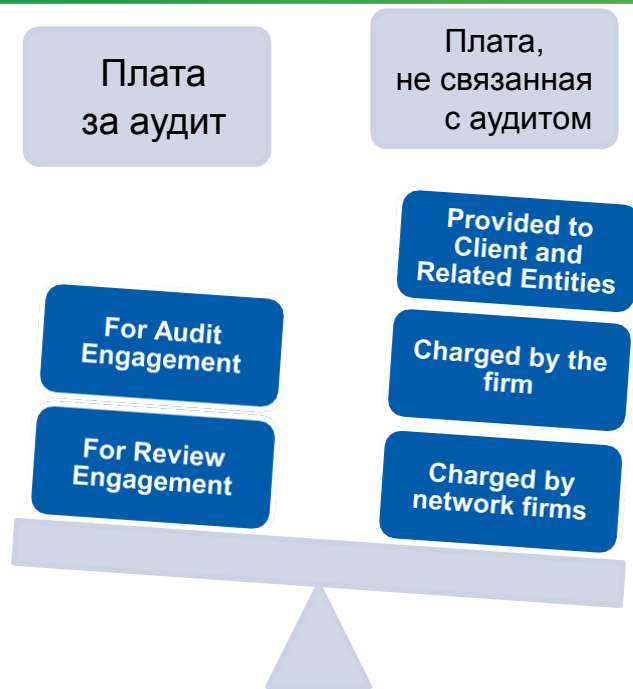 Плата
за аудит
Плата,
не связанная
с аудитом
Provided to
Client and
Related Entities
For Audit
Engagement
Charged by the
firm
For Review
Engagement
Charged by
network firms